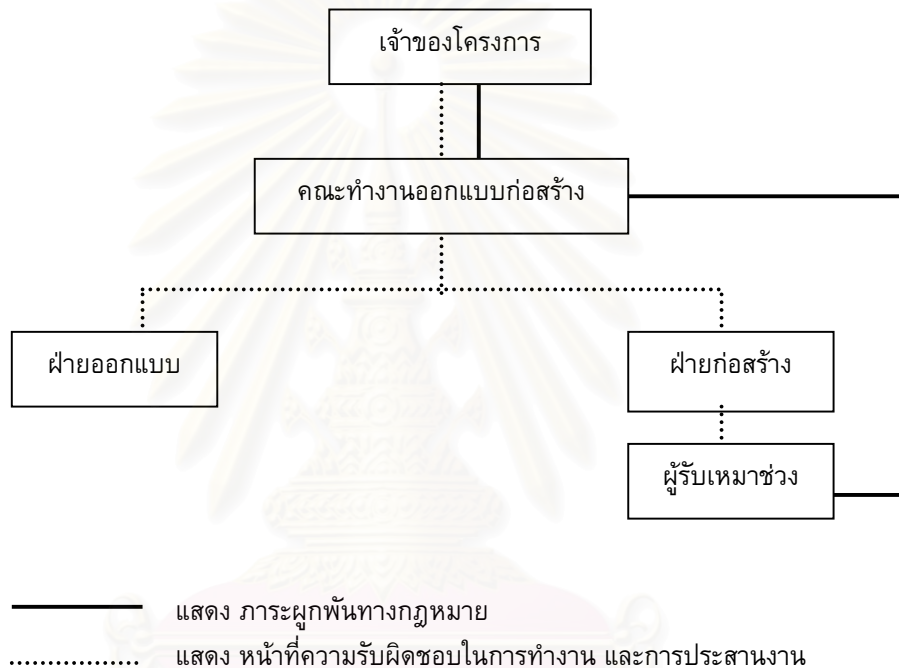 เจ้าของโครงการ
คณะทำงานออกแบบก่อสร้าง
ฝ่ายออกแบบ
ฝ่ายก่อสร้าง
ผู้รับเหมาช่วง
แสดง ภาระผูกพันทางกฎหมาย
แสดง หน้าที่ความรับผิดชอบในการทำงาน และการประสานงาน